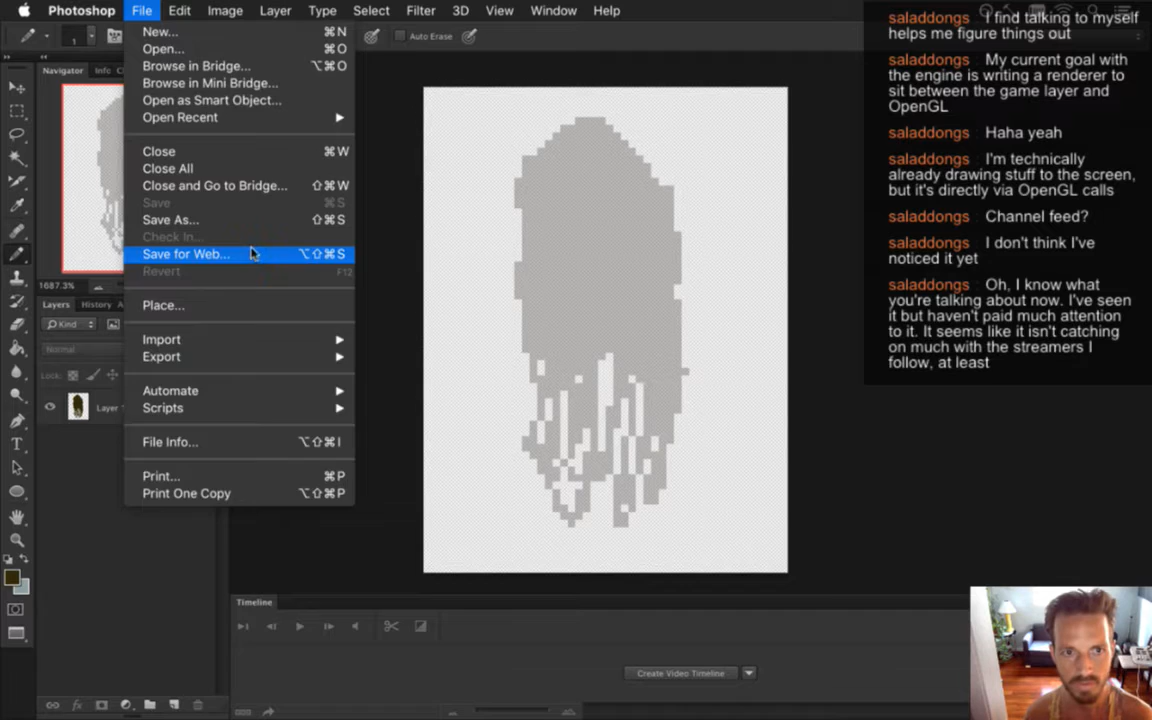 Photoshop File Edit Image Layer Type Select Filter 3D View Window Help
1 Auto Erase
Navigator Info
New... ⌘N
Open... ⌘O
Browse in Bridge... ⌥⌘O
Browse in Mini Bridge...
Open as Smart Object...
Open Recent
Close ⌘W
Close All
Close and Go to Bridge... ⇧⌘W
Save ⌘S
Save As... ⇧⌘S
Check In...
Save for Web... ⌥⇧⌘S
Revert F12
Place...
Import
Export
Automate
Scripts
File Info... ⌥⇧⌘I
Print... ⌘P
Print One Copy ⌥⇧⌘P
1687.3%
Layers History
Kind
Normal
Lock:
Layer
T
Timeline
Create Video Timeline
saladdongs I find talking to myself
helps me figure things out
saladdongs My current goal with
the engine is writing a renderer to
sit between the game layer and
OpenGL
saladdongs Haha yeah
saladdongs I'm technically
already drawing stuff to the screen,
but it's directly via OpenGL calls
saladdongs Channel feed?
saladdongs I don't think I've
noticed it yet
saladdongs Oh, I know what
you're talking about now. I've seen
it but haven't paid much attention
to it. It seems like it isn't catching
on much with the streamers I
follow, at least